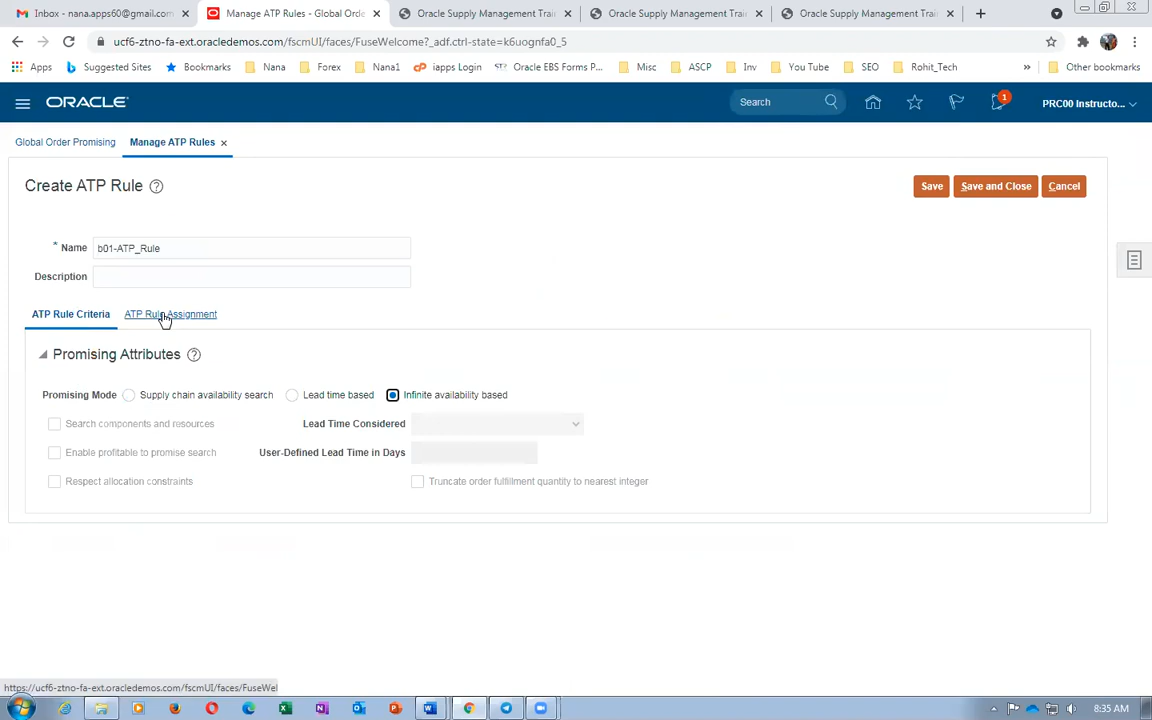 Inbox - nana.apps60@gmail.com
Manage ATP Rules - Global Orde
Oracle Supply Management Trai
Oracle Supply Management Trai
Oracle Supply Management Trai
ucf6-ztno-fa-ext.oracledemos.com/fscmUI/faces/FuseWelcome?_adf.ctrl-state=k6uognfa0_5
Apps
Suggested Sites
Bookmarks
Nana
Forex
Nana1
iapps Login
Oracle EBS Forms P...
Misc
ASCP
Inv
You Tube
SEO
Rohit_Tech
»
Other bookmarks
ORACLE
Search
1
PRC00 Instructo...
Global Order Promising
Manage ATP Rules
Create ATP Rule
Save
Save and Close
Cancel
* Name b01-ATP_Rule
Description
ATP Rule Criteria
ATP Rule Assignment
Promising Attributes
Promising Mode
Supply chain availability search
Lead time based
Infinite availability based
Search components and resources
Lead Time Considered
Enable profitable to promise search
User-Defined Lead Time in Days
Respect allocation constraints
Truncate order fulfillment quantity to nearest integer
https://ucf6-ztno-fa-ext.oracledemos.com/fscmUI/faces/FuseWel
8:35 AM